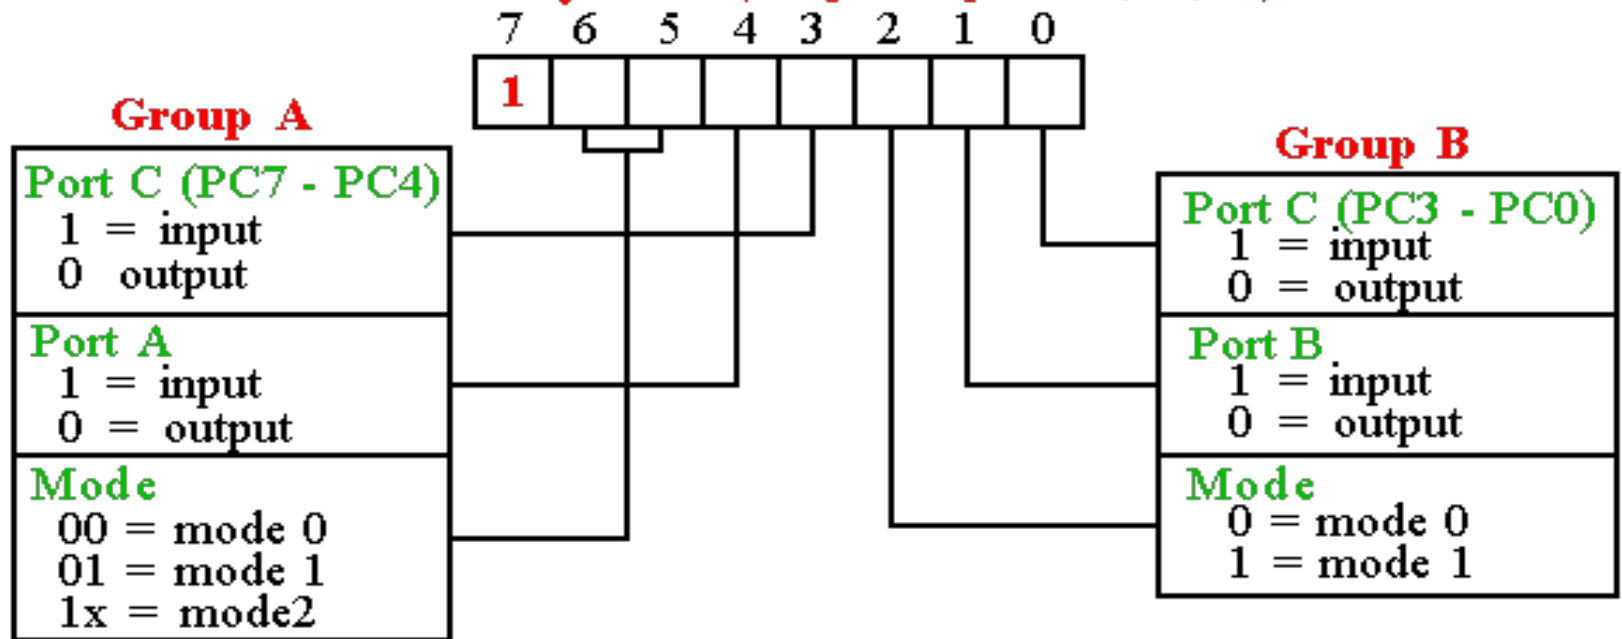 7 6 5 4 3 2 1 0
1
Group A
Port C (PC7 - PC4)
1 = input
0 output
Port A
1 = input
0 = output
Mode
00 = mode 0
01 = mode 1
1x = mode2
Group B
Port C (PC3 - PC0)
1 = input
0 = output
Port B
1 = input
0 = output
Mode
0 = mode 0
1 = mode 1